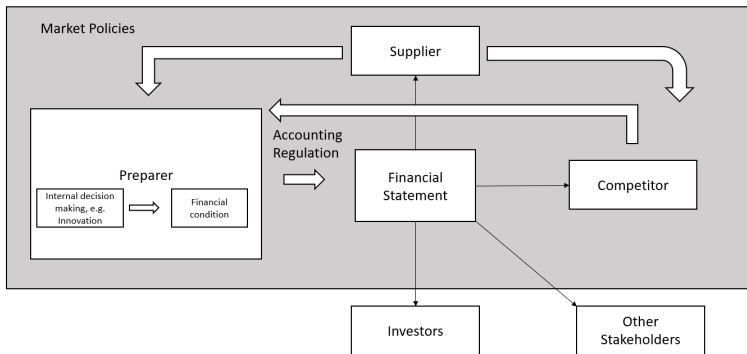 Market Policies
Supplier
Accounting
Regulation
Preparer
Internal decision
making, e.g.
Innovation
Financial
condition
Financial
Statement
Competitor
Investors
Other
Stakeholders